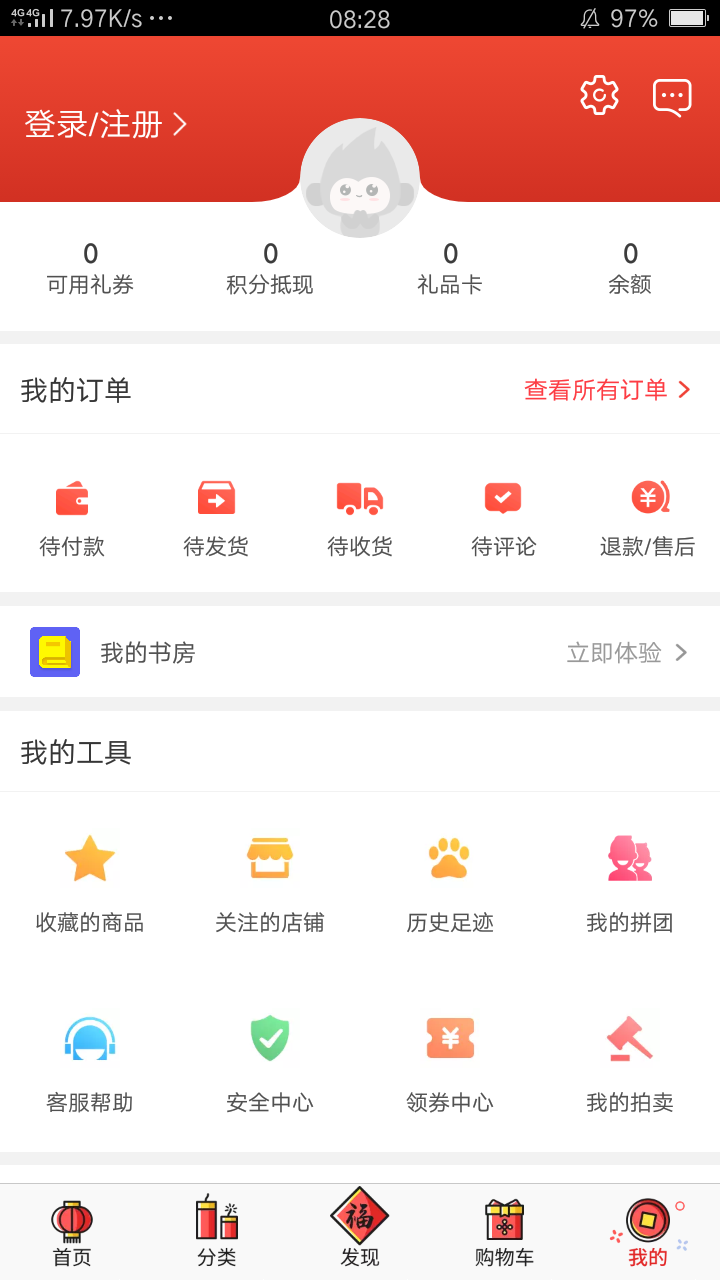 4G 4G 7.97K/s ··· 08:28 97%
登录/注册
0 0 0 0
可用礼券 积分抵现 礼品卡 余额
我的订单 查看所有订单
待付款 待发货 待收货 待评论 退款/售后
我的书房 立即体验
我的工具
收藏的商品 关注的店铺 历史足迹 我的拼团
¥
客服帮助 安全中心 领券中心 我的拍卖
福
首页 分类 发现 购物车 我的